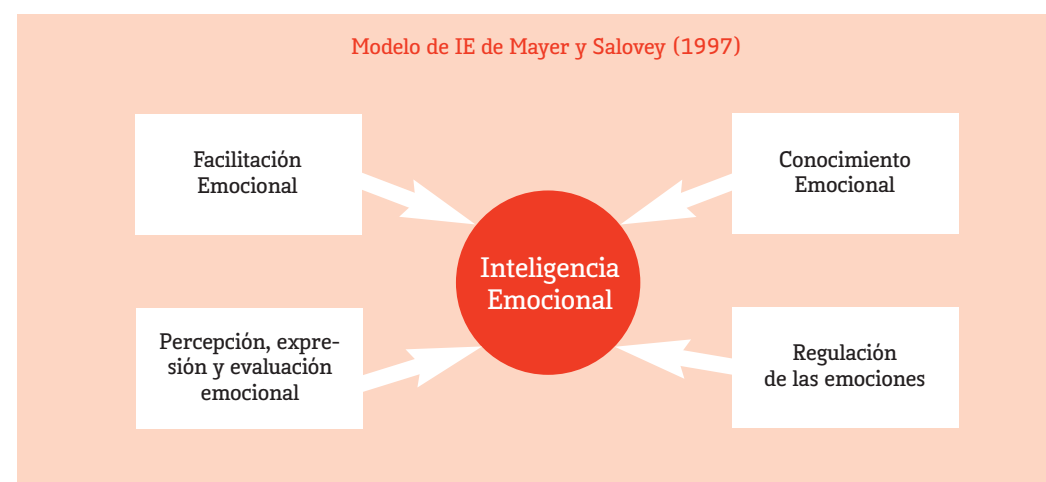 Modelo de IE de Mayer y Salovey (1997)
Facilitación
Emocional
Conocimiento
Emocional
Inteligencia
Emocional
Percepción, expre-
sión y evaluación
emocional
Regulación
de las emociones